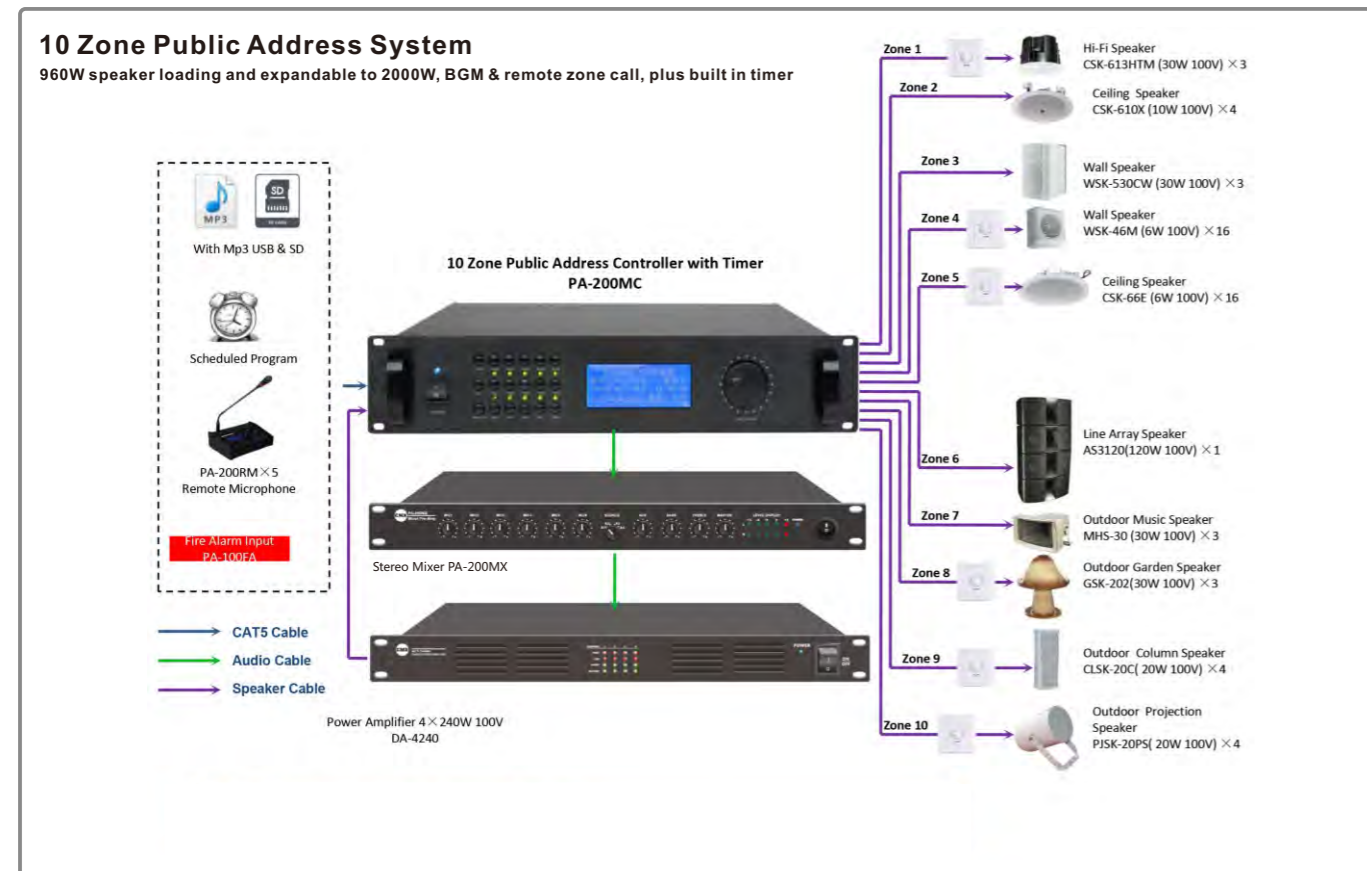 10 Zone Public Address System
960W speaker loading and expandable to 2000W, BGM & remote zone call, plus built in timer
MP3
SD
With Mp3 USB & SD
Scheduled Program
PA-200RM×5
Remote Microphone
Fire Alarm Input
PA-100FA
CAT5 Cable
Audio Cable
Speaker Cable
10 Zone Public Address Controller with Timer
PA-200MC
Stereo Mixer PA-200MX
POWER
Power Amplifier 4×240W 100V
DA-4240
Zone 1
Hi-Fi Speaker
CSK-613HTM (30W 100V) ×3
Zone 2
Ceiling Speaker
CSK-610X (10W 100V) ×4
Zone 3
Wall Speaker
WSK-530CW (30W 100V) ×3
Zone 4
Wall Speaker
WSK-46M (6W 100V) ×16
Zone 5
Ceiling Speaker
CSK-66E (6W 100V) ×16
Zone 6
Line Array Speaker
AS3120(120W 100V) ×1
Zone 7
Outdoor Music Speaker
MHS-30 (30W 100V) ×3
Zone 8
Outdoor Garden Speaker
GSK-202(30W 100V) ×3
Zone 9
Outdoor Column Speaker
CLSK-20C( 20W 100V) ×4
Zone 10
Outdoor Projection
Speaker
PJSK-20PS( 20W 100V) ×4